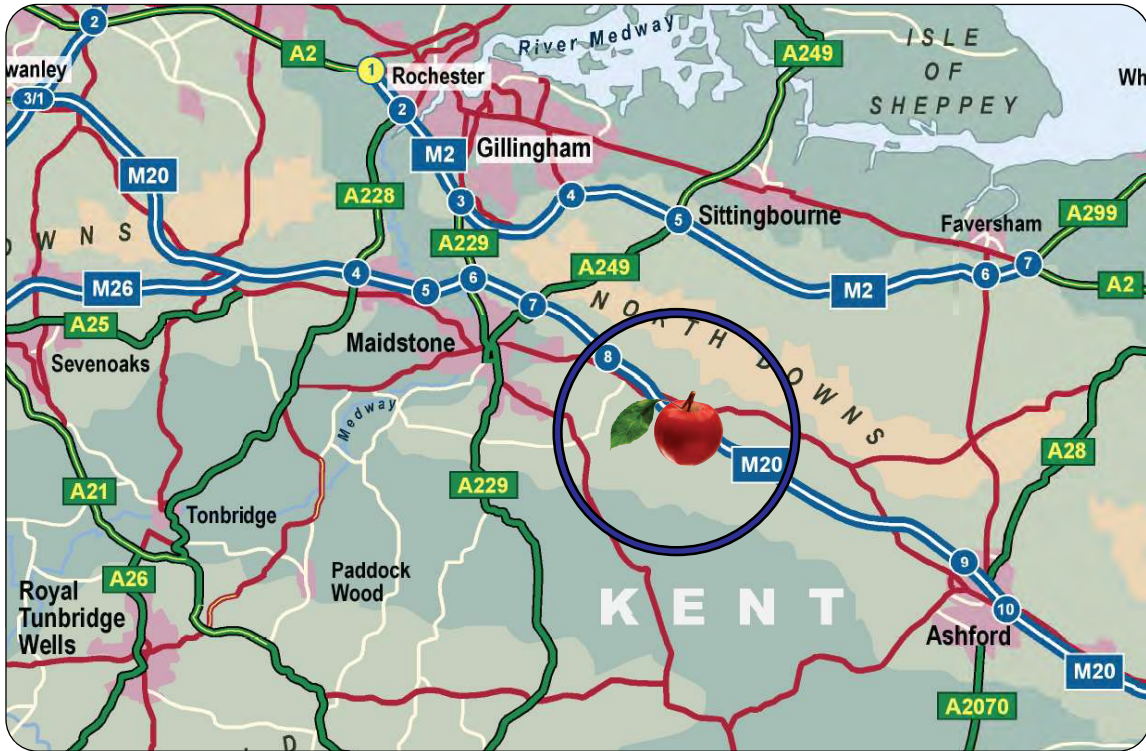 2
A2
1
Rochester
River Medway
A249
ISLE
OF
SHEPPEY
Wh
wanley
3/1
2
M2
Gillingham
M20
A228
3
4
5
Sittingbourne
Faversham
A299
OWNS
A229
A249
M26
4
5
6
7
M2
6
7
A2
A25
Sevenoaks
Maidstone
8
NORTH DOWNS
Medway
M20
A28
A21
Tonbridge
A229
A26
Paddock
Wood
9
Royal
Tunbridge
Wells
KENT
10
Ashford
M20
A2070
L D